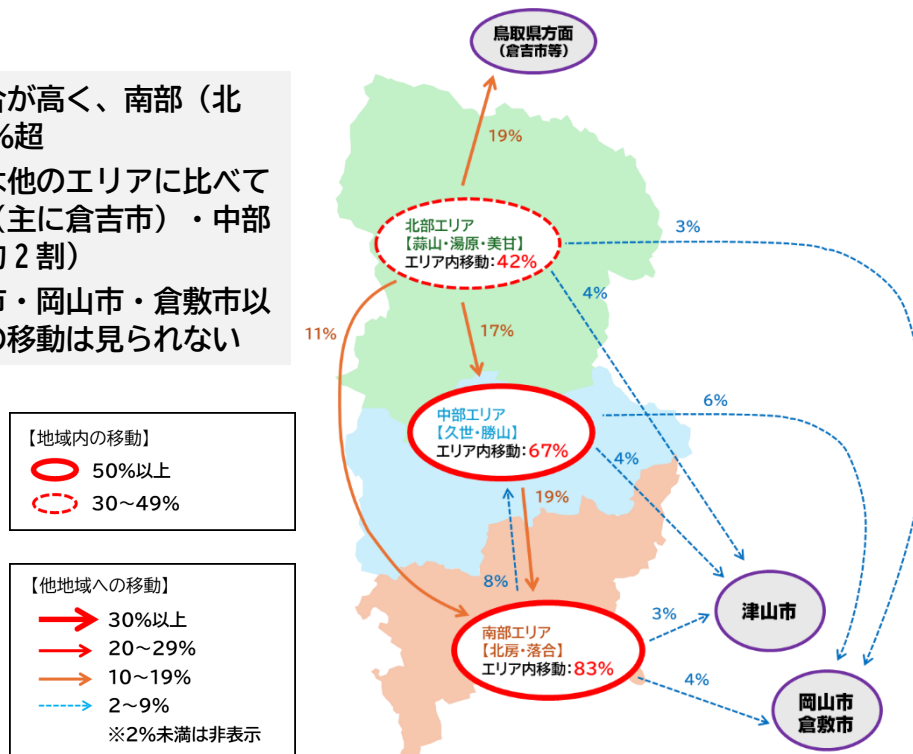 鳥取県方面
（倉吉市等）
合が高く、南部（北
%超
他のエリアに比べて
（主に倉吉市）・中部
２割）
市・岡山市・倉敷市以
の移動は見られない
19%
北部エリア
【蒜山・湯原・美甘】
エリア内移動：42%
3%
4%
11%
17%
中部エリア
【久世・勝山】
エリア内移動：67%
6%
4%
19%
8%
南部エリア
【北房・落合】
エリア内移動：83%
3%
4%
津山市
岡山市
倉敷市
【地域内の移動】
50%以上
30～49%
【他地域への移動】
30%以上
20～29%
10～19%
2～9%
※2%未満は非表示